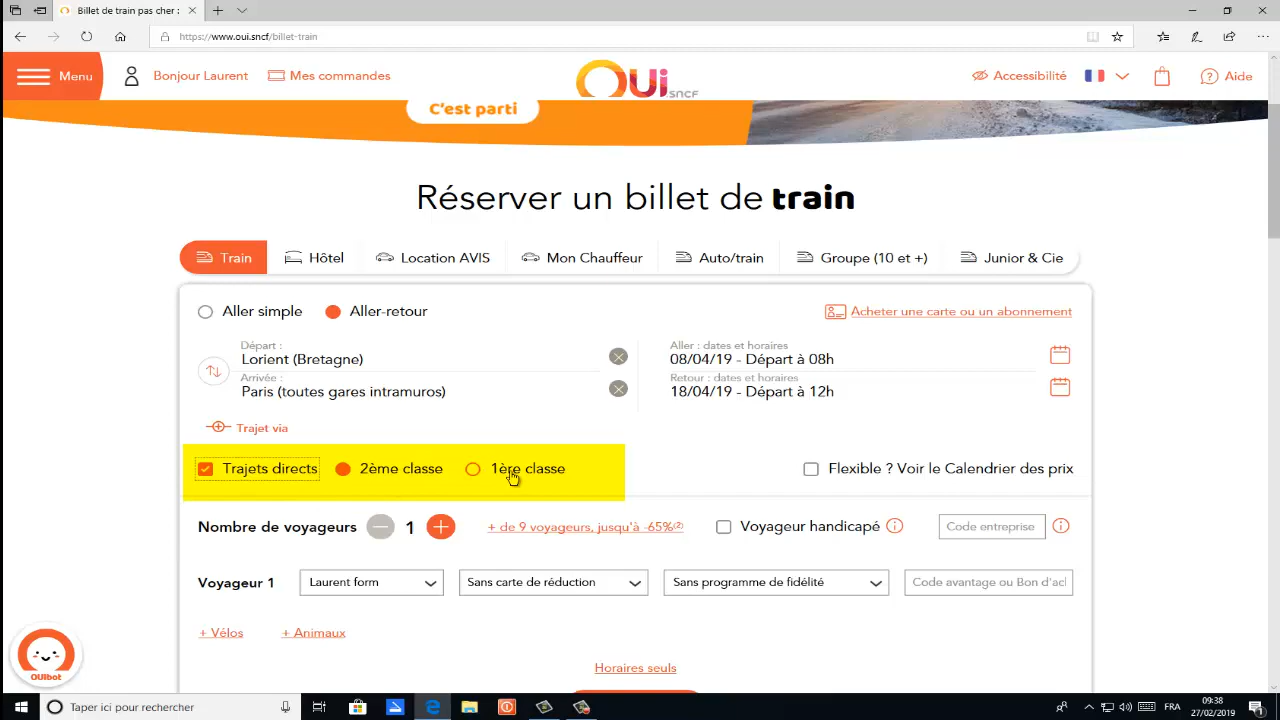 Billet de train pas cher :
https://www.oui.sncf/billet-train
Menu
Bonjour Laurent
Mes commandes
OUi.sncf
Accessibilité
Aide
C'est parti
Réserver un billet de train
Train
Hôtel
Location AVIS
Mon Chauffeur
Auto/train
Groupe (10 et +)
Junior & Cie
Aller simple
Aller-retour
Acheter une carte ou un abonnement
Départ :
Lorient (Bretagne)
Aller : dates et horaires
08/04/19 - Départ à 08h
Arrivée :
Paris (toutes gares intramuros)
Retour : dates et horaires
18/04/19 - Départ à 12h
Trajet via
Trajets directs
2ème classe
1ère classe
Flexible ? Voir le Calendrier des prix
Nombre de voyageurs
1
+ de 9 voyageurs, jusqu'à -65%(2)
Voyageur handicapé
Code entreprise
Voyageur 1
Laurent form
Sans carte de réduction
Sans programme de fidélité
Code avantage ou Bon d'acl
+ Vélos
+ Animaux
OUIbot
Horaires seuls
Taper ici pour rechercher
FRA
09:38
27/02/2019